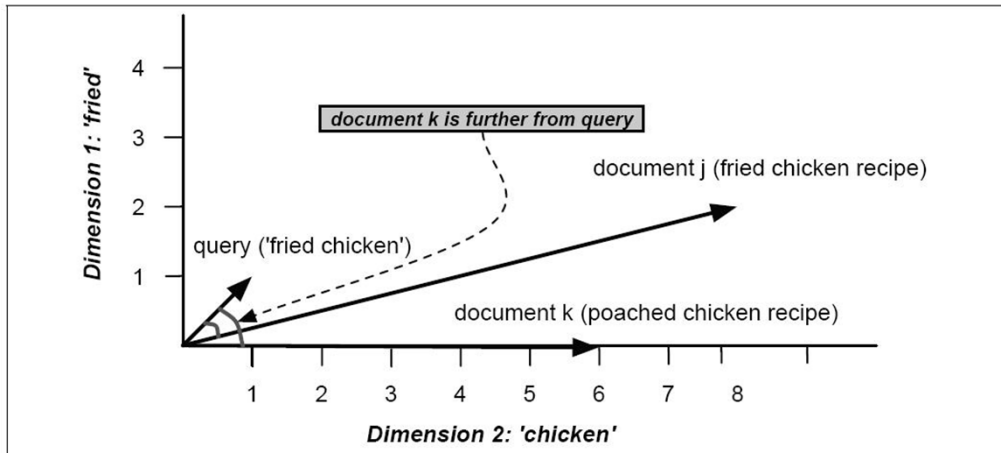 4
3
2
1
Dimension 1: 'fried'
document k is further from query
document j (fried chicken recipe)
query ('fried chicken')
document k (poached chicken recipe)
1 2 3 4 5 6 7 8
Dimension 2: 'chicken'